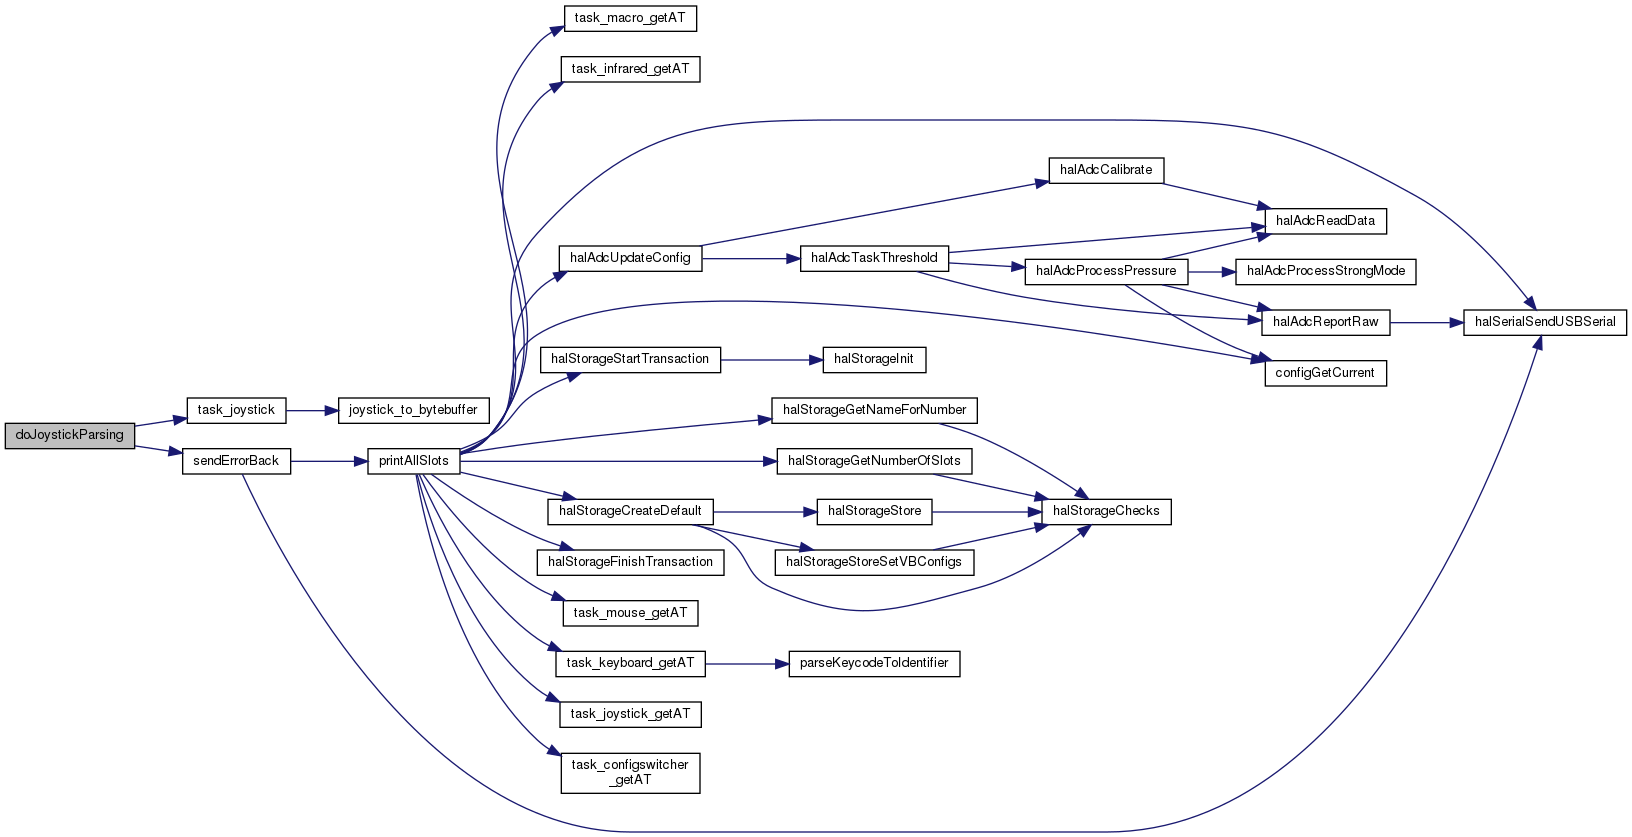 task_macro_getAT
task_infrared_getAT
halAdcCalibrate
halAdcReadData
halAdcUpdateConfig
halAdcTaskThreshold
halAdcProcessPressure
halAdcProcessStrongMode
halAdcReportRaw
halSerialSendUSBSerial
halStorageStartTransaction
halStorageInit
configGetCurrent
task_joystick
joystick_to_bytebuffer
halStorageGetNameForNumber
doJoystickParsing
sendErrorBack
printAllSlots
halStorageGetNumberOfSlots
halStorageCreateDefault
halStorageStore
halStorageChecks
halStorageFinishTransaction
halStorageStoreSetVBConfigs
task_mouse_getAT
task_keyboard_getAT
parseKeycodeToIdentifier
task_joystick_getAT
task_configswitcher
_getAT